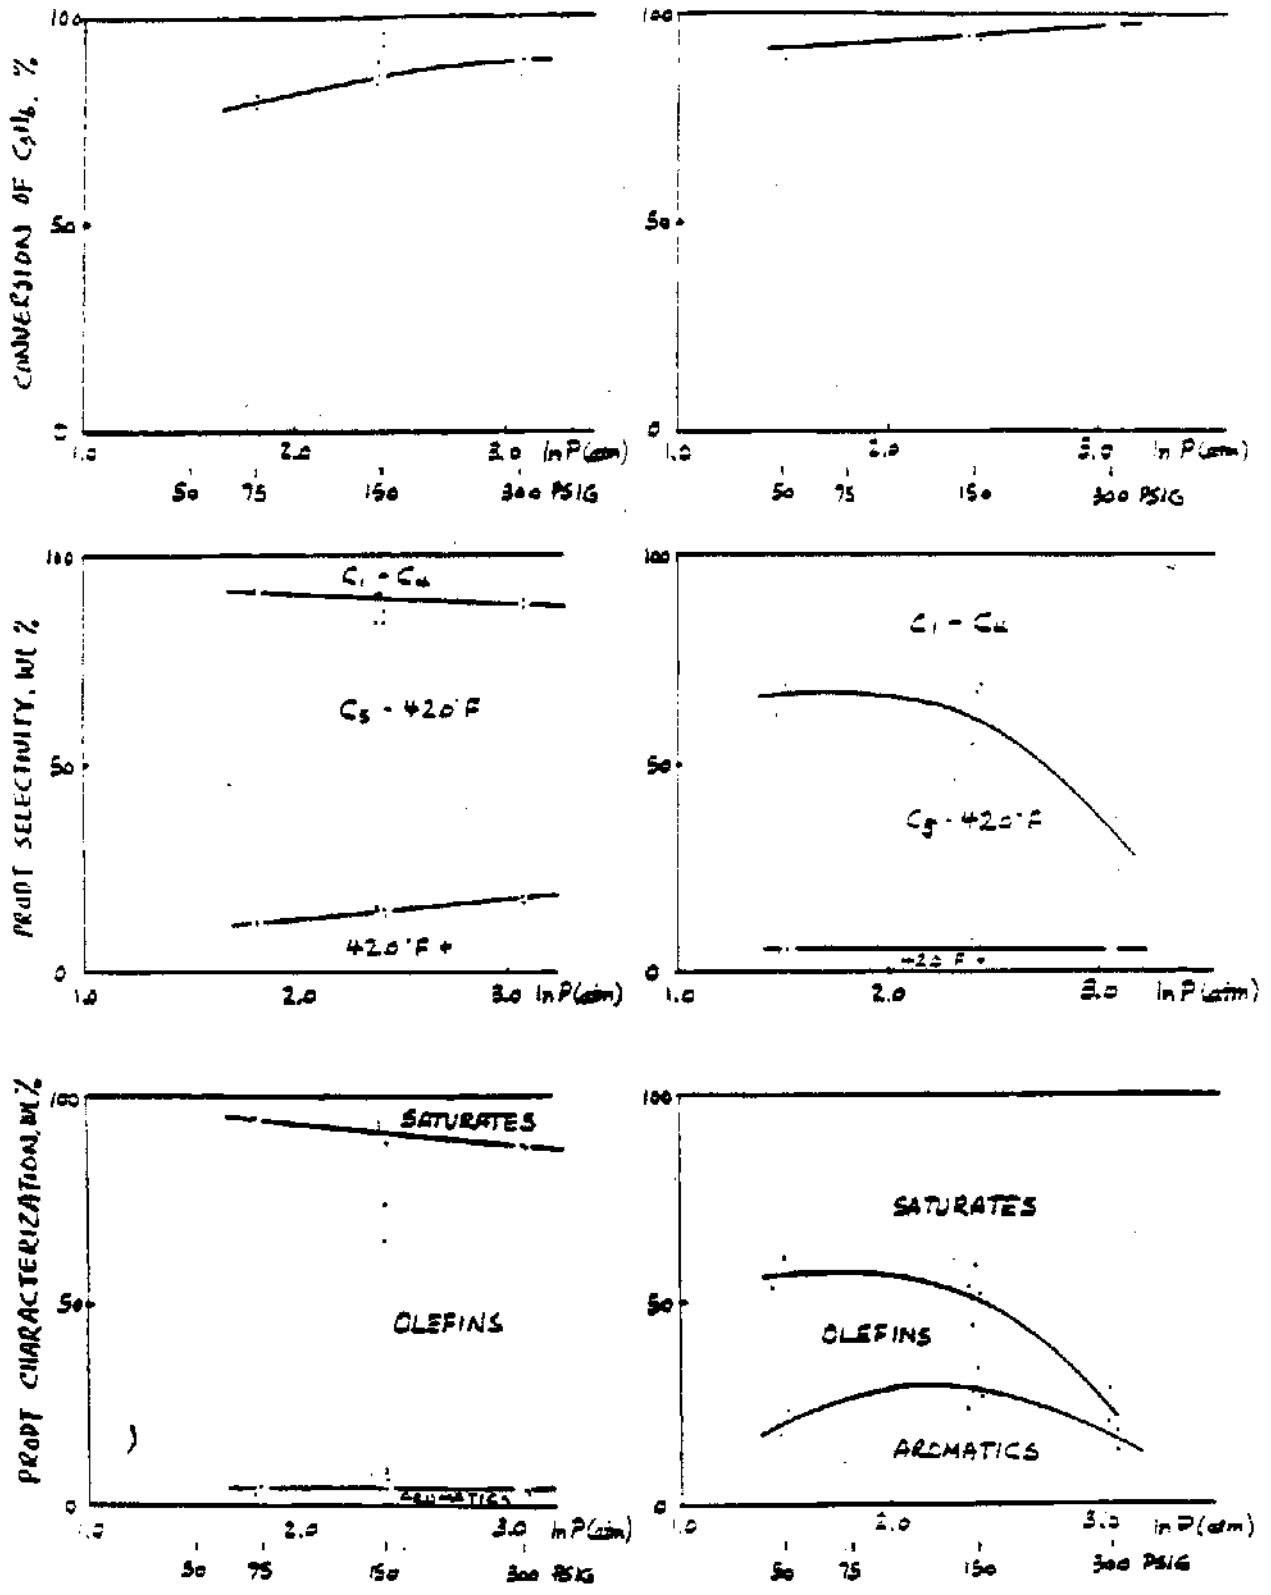 CONVERSION OF C3H6, %
100
50
0
1.0 2.0 3.0 ln P(atm)
50 75 150 300 PSIG
100
50
0
1.0 2.0 3.0 ln P(atm)
50 75 150 300 PSIG
PRODT SELECTIVITY, Wt %
100
C1 - C4
C5 - 420°F
50
420°F +
0
1.0 2.0 3.0 ln P(atm)
100
C1 - C4
50
C5 - 420°F
420°F +
0
1.0 2.0 3.0 ln P(atm)
PRODT CHARACTERIZATION, Wt %
100
SATURATES
50
OLEFINS
AROMATICS
0
1.0 2.0 3.0 ln P(atm)
50 75 150 300 PSIG
100
SATURATES
50
OLEFINS
AROMATICS
0
1.0 2.0 3.0 ln P(atm)
50 75 150 300 PSIG